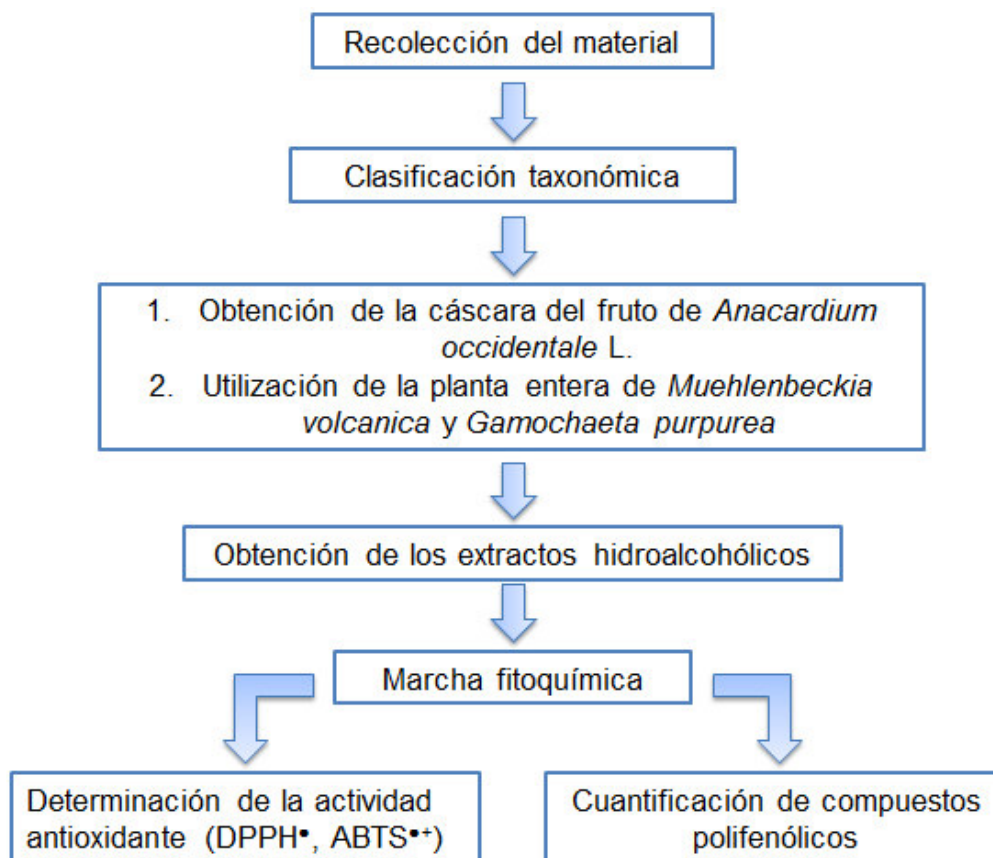 Recolección del material
Clasificación taxonómica
1. Obtención de la cáscara del fruto de Anacardium
occidentale L.
2. Utilización de la planta entera de Muehlenbeckia
volcanica y Gamochaeta purpurea
Obtención de los extractos hidroalcohólicos
Marcha fitoquímica
Determinación de la actividad
antioxidante (DPPH•, ABTS•+)
Cuantificación de compuestos
polifenólicos